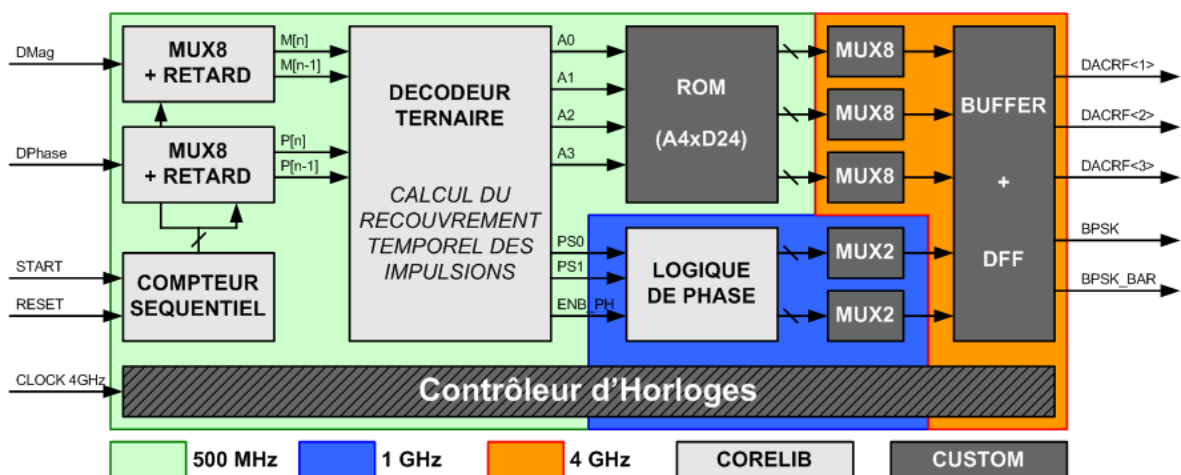 DMag
MUX8
+ RETARD
M[n]
M[n-1]
DPhase
MUX8
+ RETARD
P[n]
P[n-1]
START
RESET
COMPTEUR
SEQUENTIEL
CLOCK 4GHz
DECODEUR
TERNAIRE
CALCUL DU
RECOUVREMENT
TEMPOREL DES
IMPULSIONS
A0
A1
A2
A3
PS0
PS1
ENB_PH
ROM
(A4xD24)
LOGIQUE
DE PHASE
MUX8
MUX8
MUX8
MUX2
MUX2
BUFFER
+
DFF
DACRF<1>
DACRF<2>
DACRF<3>
BPSK
BPSK_BAR
Contrôleur d'Horloges
500 MHz
1 GHz
4 GHz
CORELIB
CUSTOM